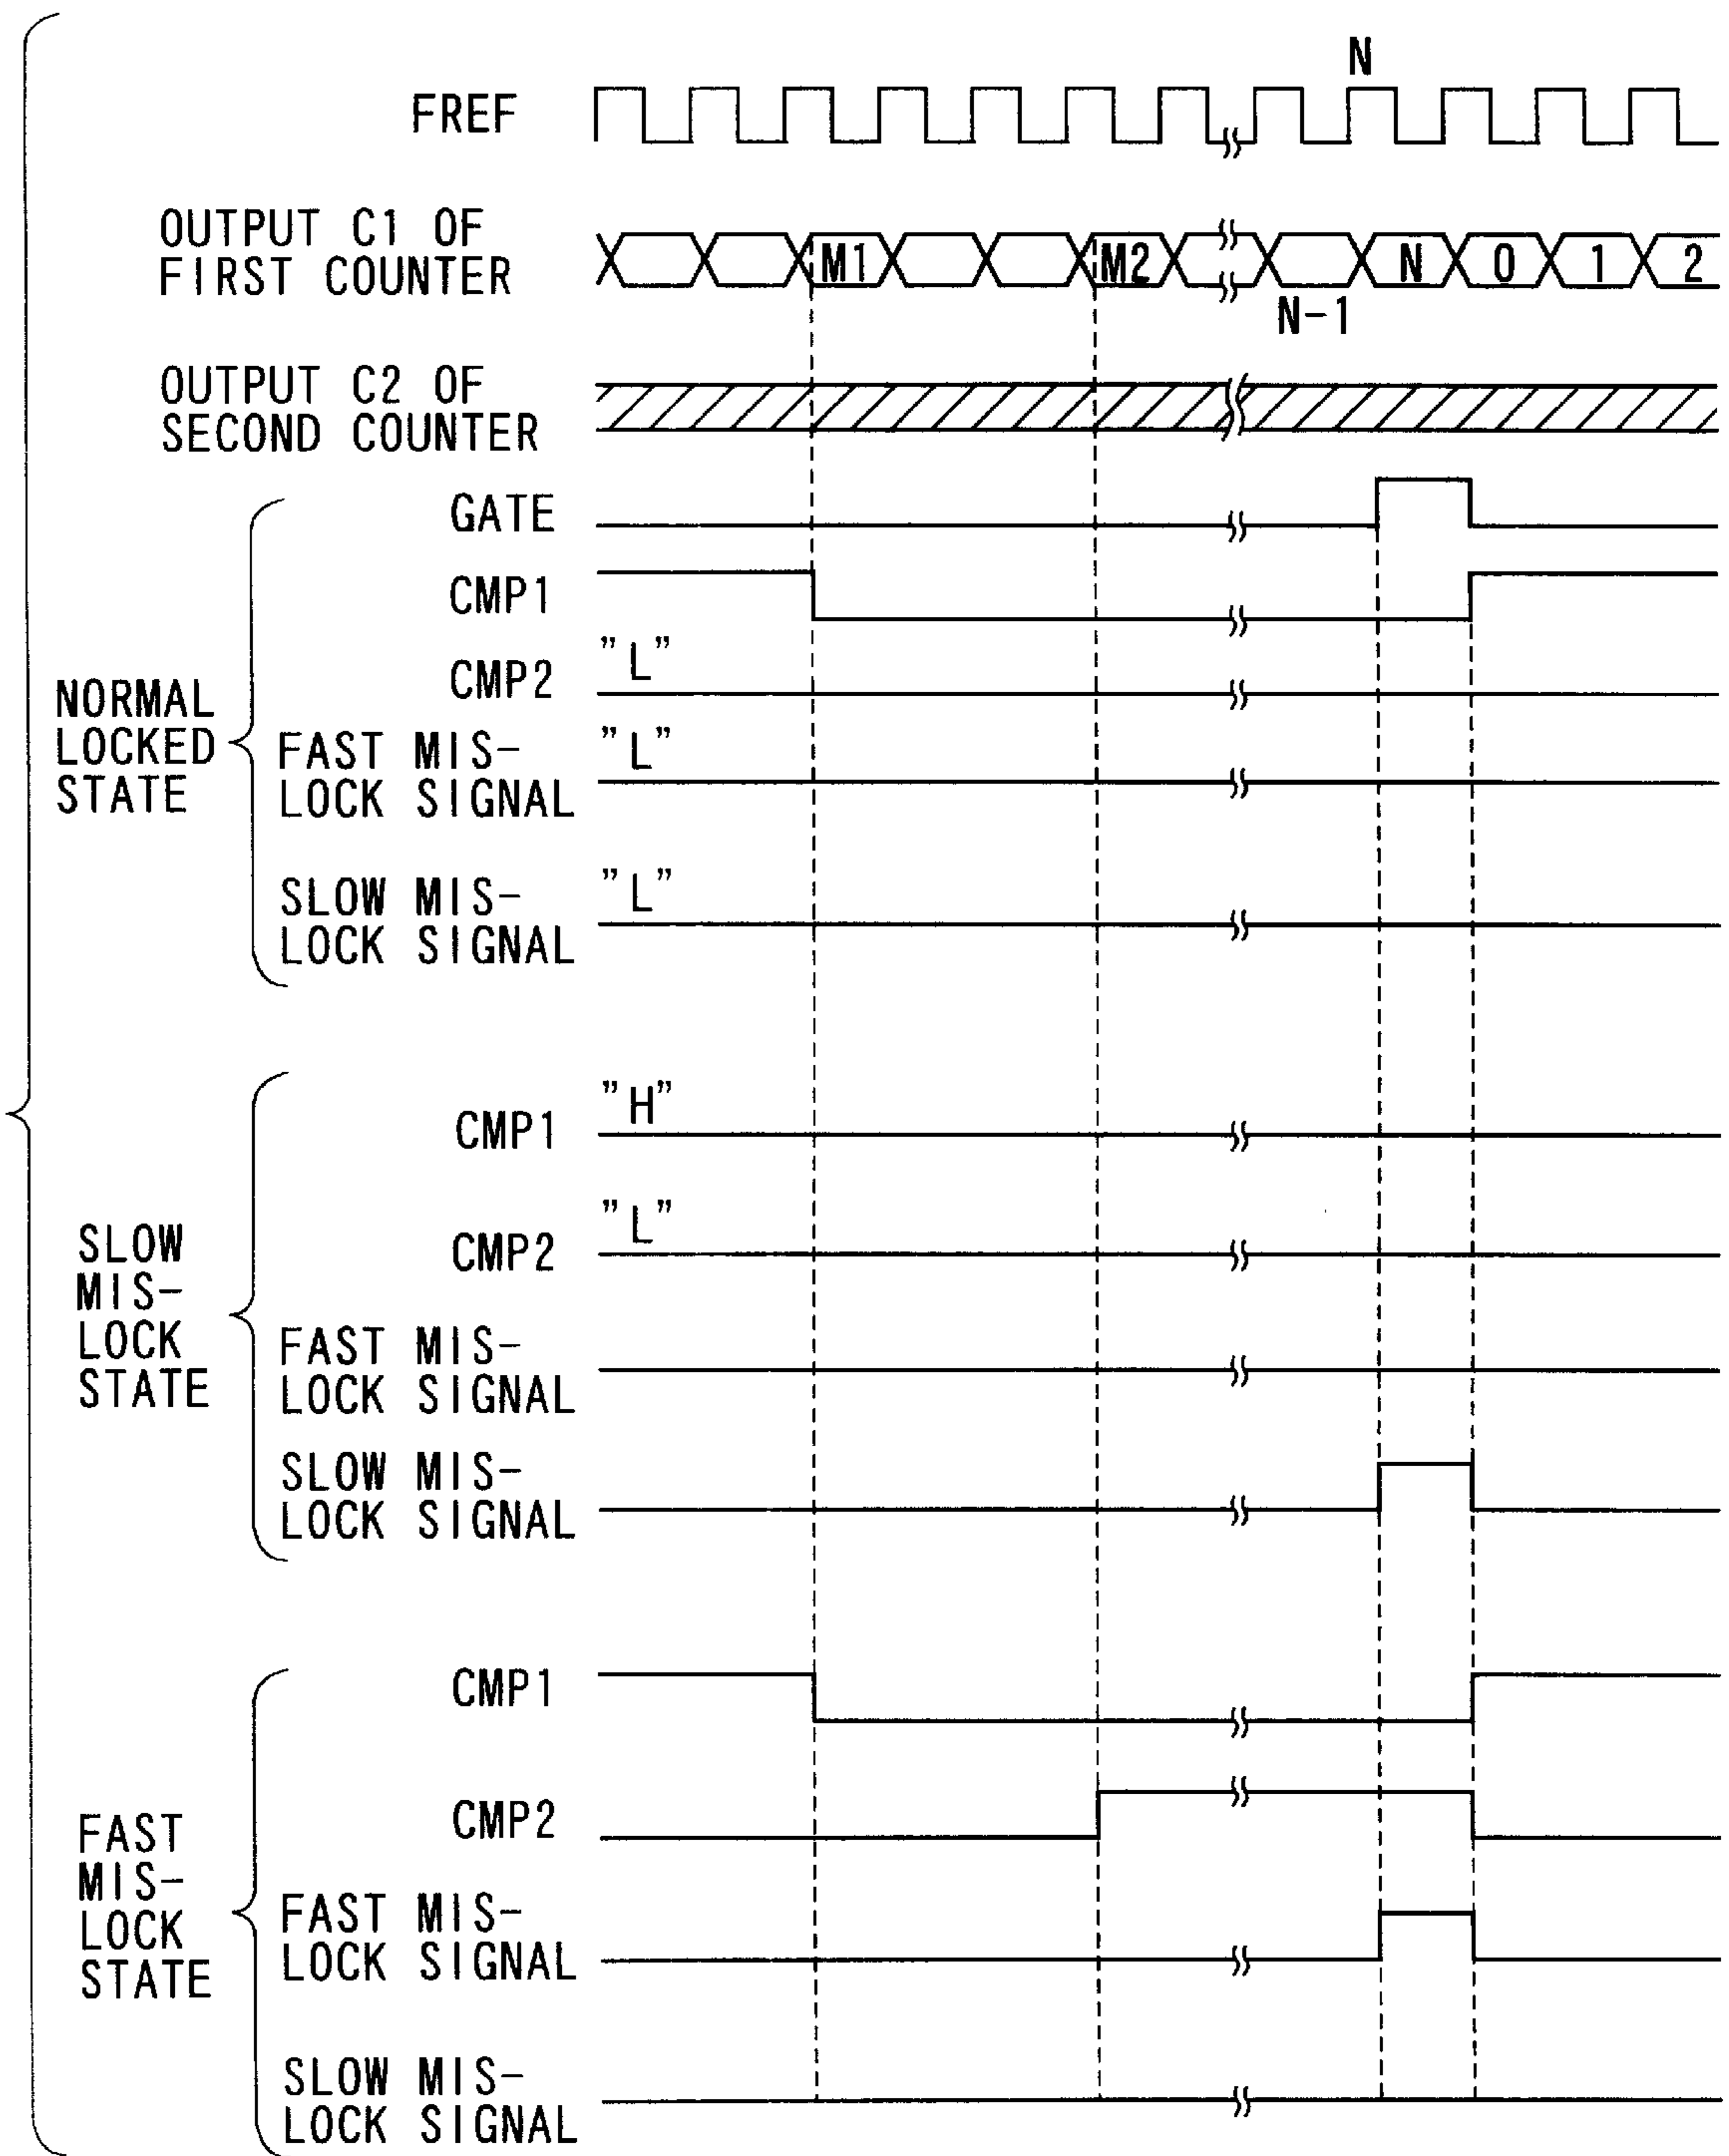 N
FREF
OUTPUT C1 OF
FIRST COUNTER
M1
M2
N
0
1
2
N-1
OUTPUT C2 OF
SECOND COUNTER
NORMAL
LOCKED
STATE
GATE
CMP1
CMP2
"L"
FAST MIS-
LOCK SIGNAL
"L"
SLOW MIS-
LOCK SIGNAL
"L"
SLOW
MIS-
LOCK
STATE
CMP1
"H"
CMP2
"L"
FAST MIS-
LOCK SIGNAL
SLOW MIS-
LOCK SIGNAL
FAST
MIS-
LOCK
STATE
CMP1
CMP2
FAST MIS-
LOCK SIGNAL
SLOW MIS-
LOCK SIGNAL